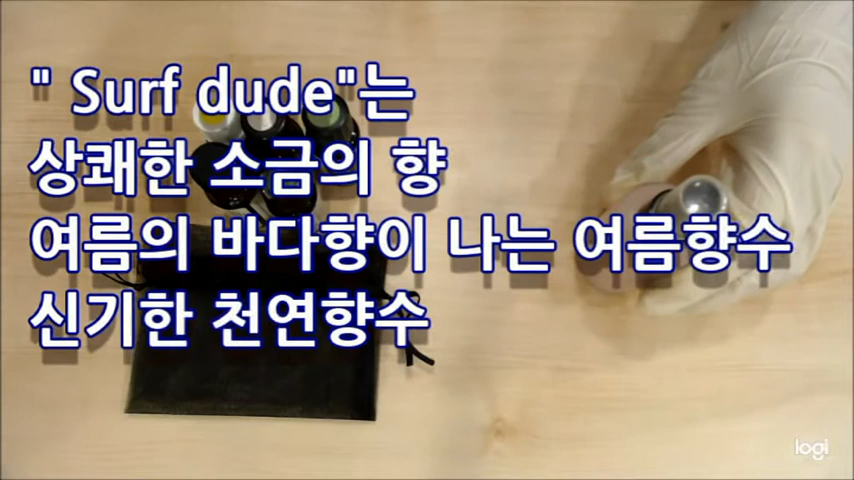 " Surf dude"는
상쾌한 소금의 향
여름의 바다향이 나는 여름향수
신기한 천연향수
logi